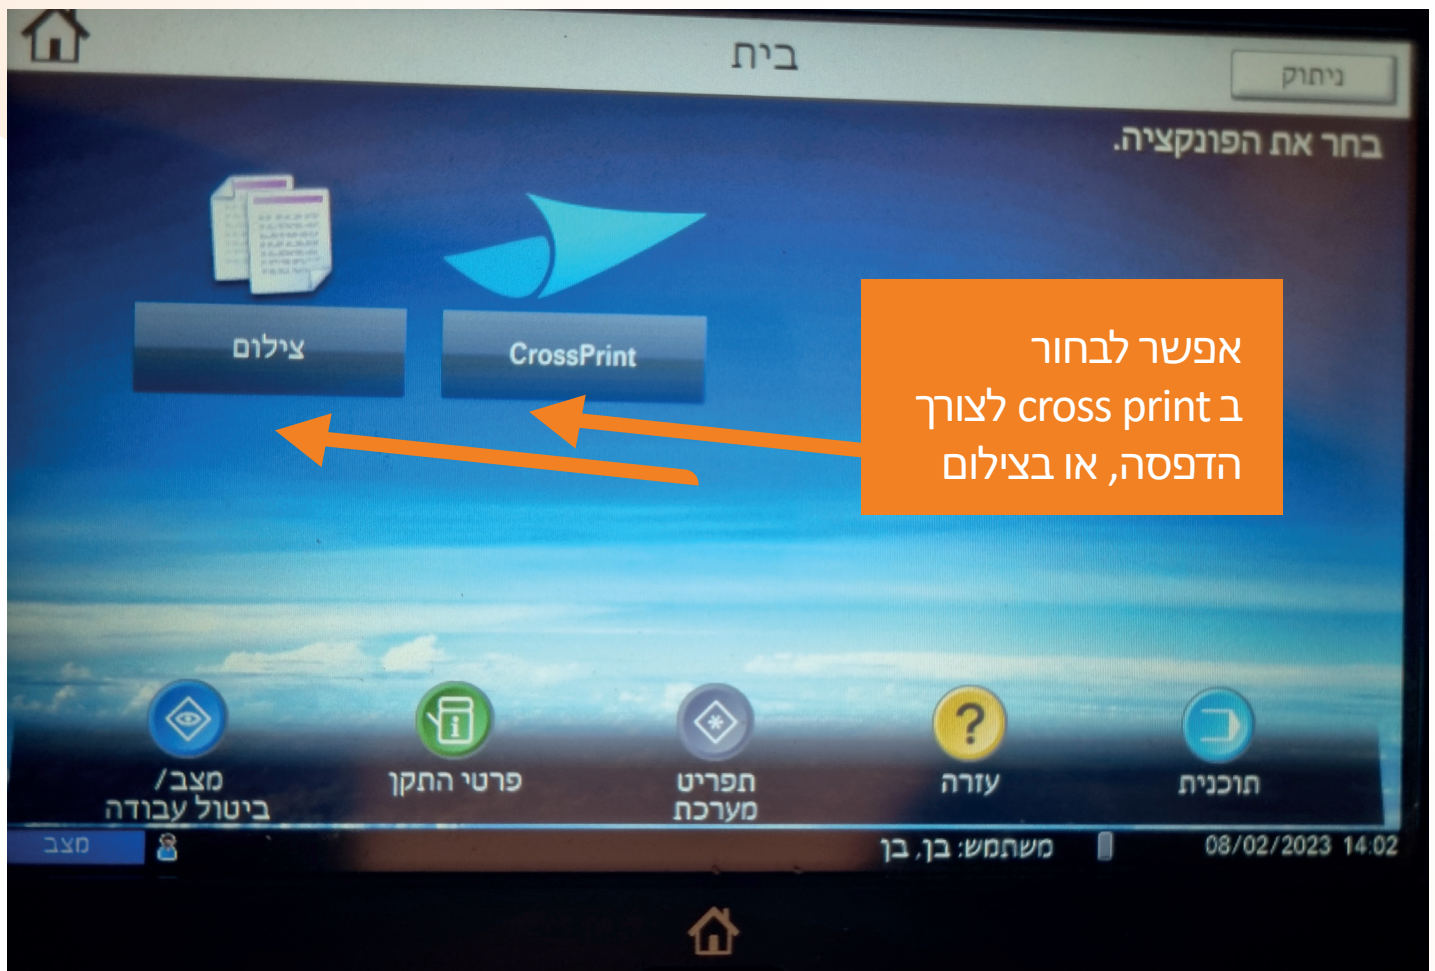 בית
ניתוק
בחר את הפונקציה.
צילום
CrossPrint
אפשר לבחור
ב cross print לצורך
הדפסה, או בצילום
תוכנית
עזרה
תפריט
מערכת
פרטי התקן
מצב/
ביטול עבודה
08/02/2023 14:02
משתמש: בן, בן
מצב